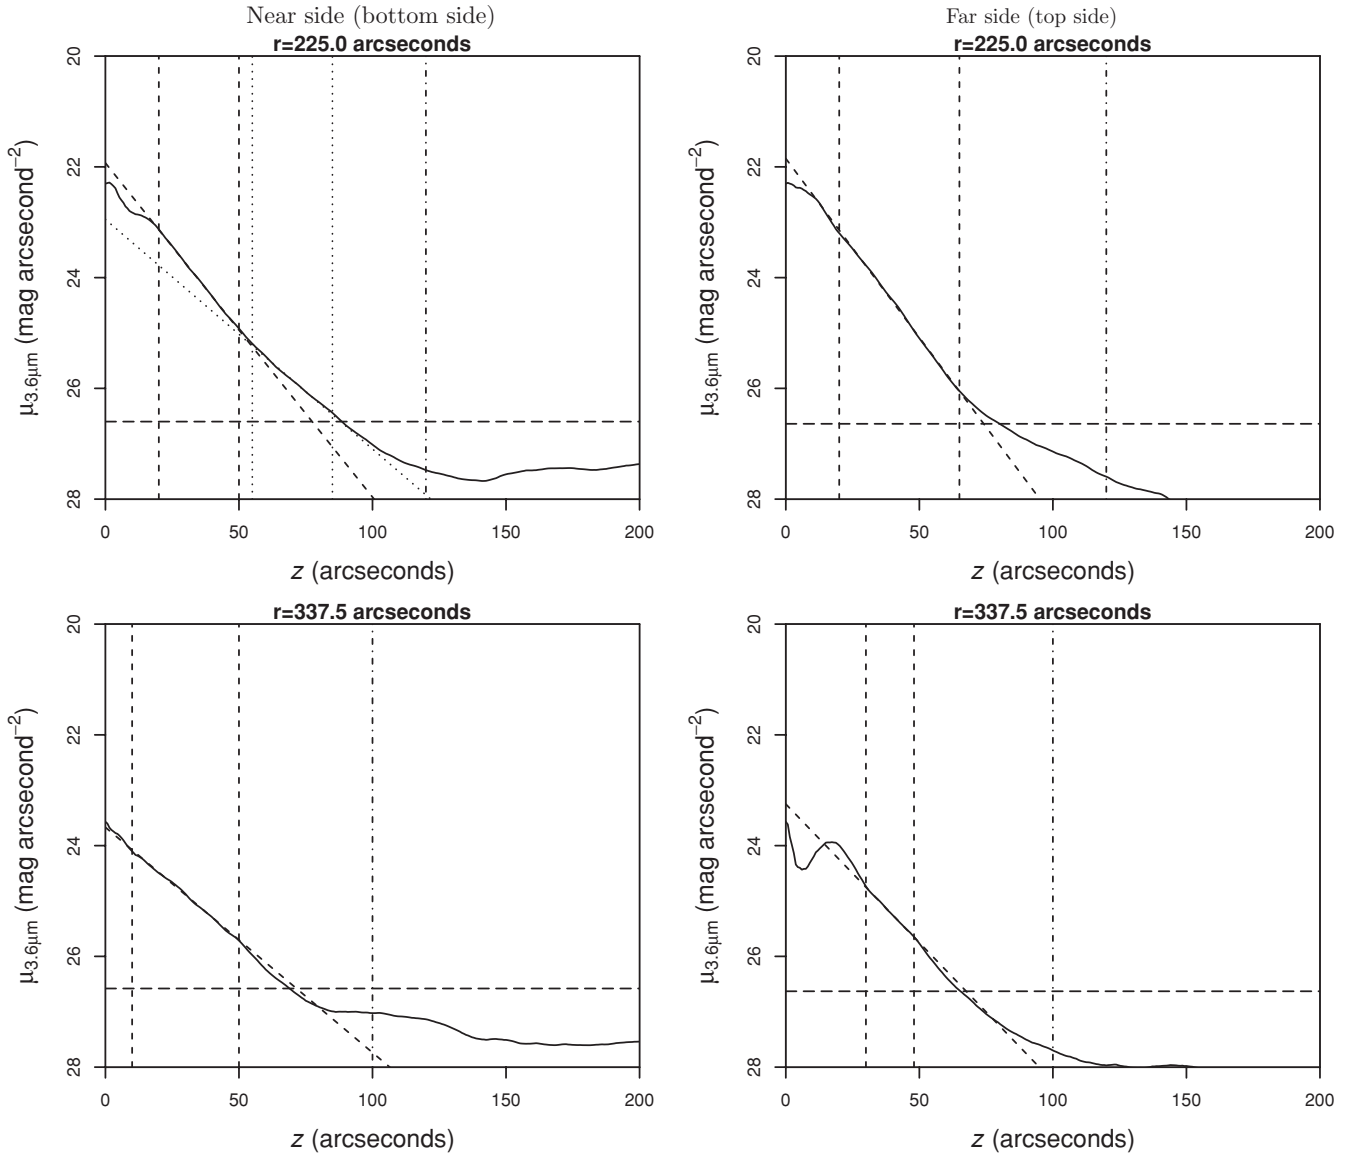 Near side (bottom side)
r=225.0 arcseconds
20
22
24
26
28
μ3.6μm (mag arcsecond−2)
0 50 100 150 200
z (arcseconds)
Far side (top side)
r=225.0 arcseconds
20
22
24
26
28
μ3.6μm (mag arcsecond−2)
0 50 100 150 200
z (arcseconds)
r=337.5 arcseconds
20
22
24
26
28
μ3.6μm (mag arcsecond−2)
0 50 100 150 200
z (arcseconds)
r=337.5 arcseconds
20
22
24
26
28
μ3.6μm (mag arcsecond−2)
0 50 100 150 200
z (arcseconds)